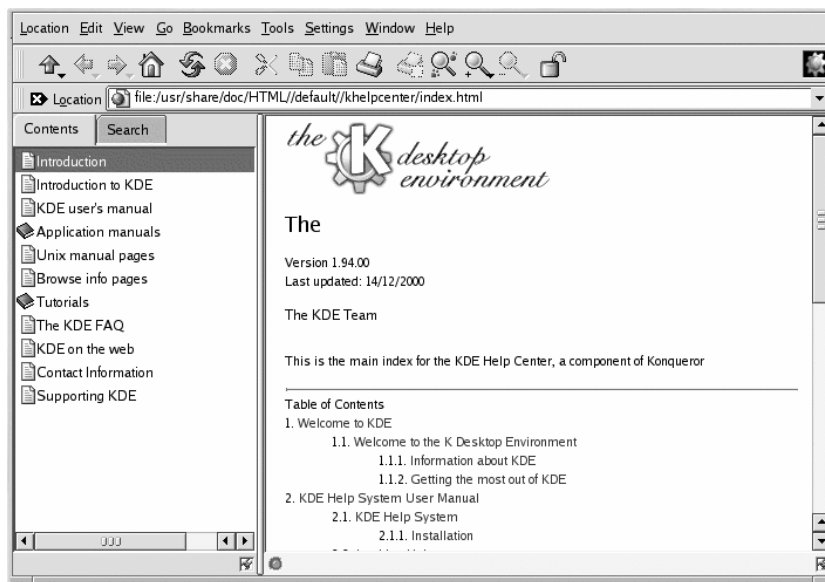 Location Edit View Go Bookmarks Tools Settings Window Help
Location file:/usr/share/doc/HTML//default//khelpcenter/index.html
Contents Search
Introduction
Introduction to KDE
KDE user's manual
Application manuals
Unix manual pages
Browse info pages
Tutorials
The KDE FAQ
KDE on the web
Contact Information
Supporting KDE
the K desktop
environment
The
Version 1.94.00
Last updated: 14/12/2000
The KDE Team
This is the main index for the KDE Help Center, a component of Konqueror
Table of Contents
1. Welcome to KDE
1.1. Welcome to the K Desktop Environment
1.1.1. Information about KDE
1.1.2. Getting the most out of KDE
2. KDE Help System User Manual
2.1. KDE Help System
2.1.1. Installation